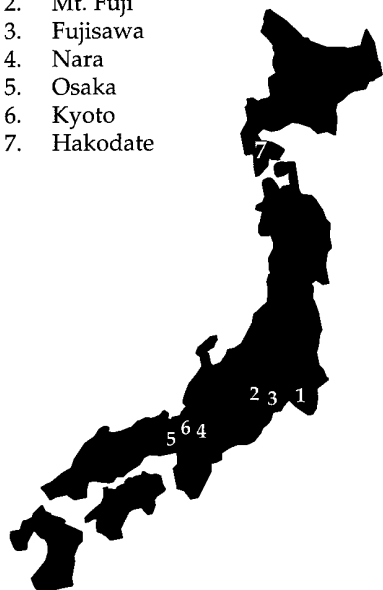 2. Mt. Fuji
3. Fujisawa
4. Nara
5. Osaka
6. Kyoto
7. Hakodate
7
2 3 1
6 4
5